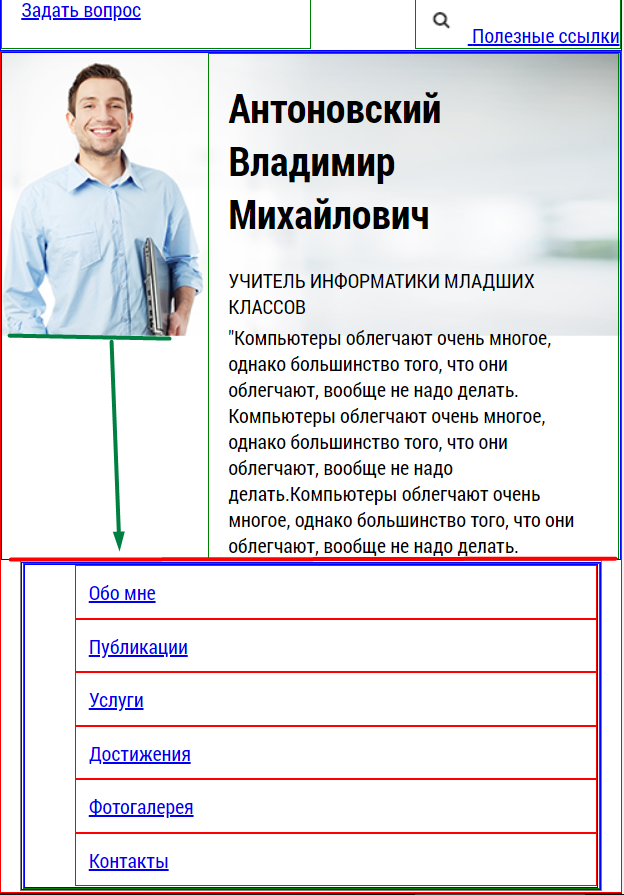 Задать вопрос
Полезные ссылки
Антоновский
Владимир
Михайлович
УЧИТЕЛЬ ИНФОРМАТИКИ МЛАДШИХ
КЛАССОВ
"Компьютеры облегчают очень многое,
однако большинство того, что они
облегчают, вообще не надо делать.
Компьютеры облегчают очень многое,
однако большинство того, что они
облегчают, вообще не надо
делать.Компьютеры облегчают очень
многое, однако большинство того, что они
облегчают, вообще не надо делать.
Обо мне
Публикации
Услуги
Достижения
Фотогалерея
Контакты